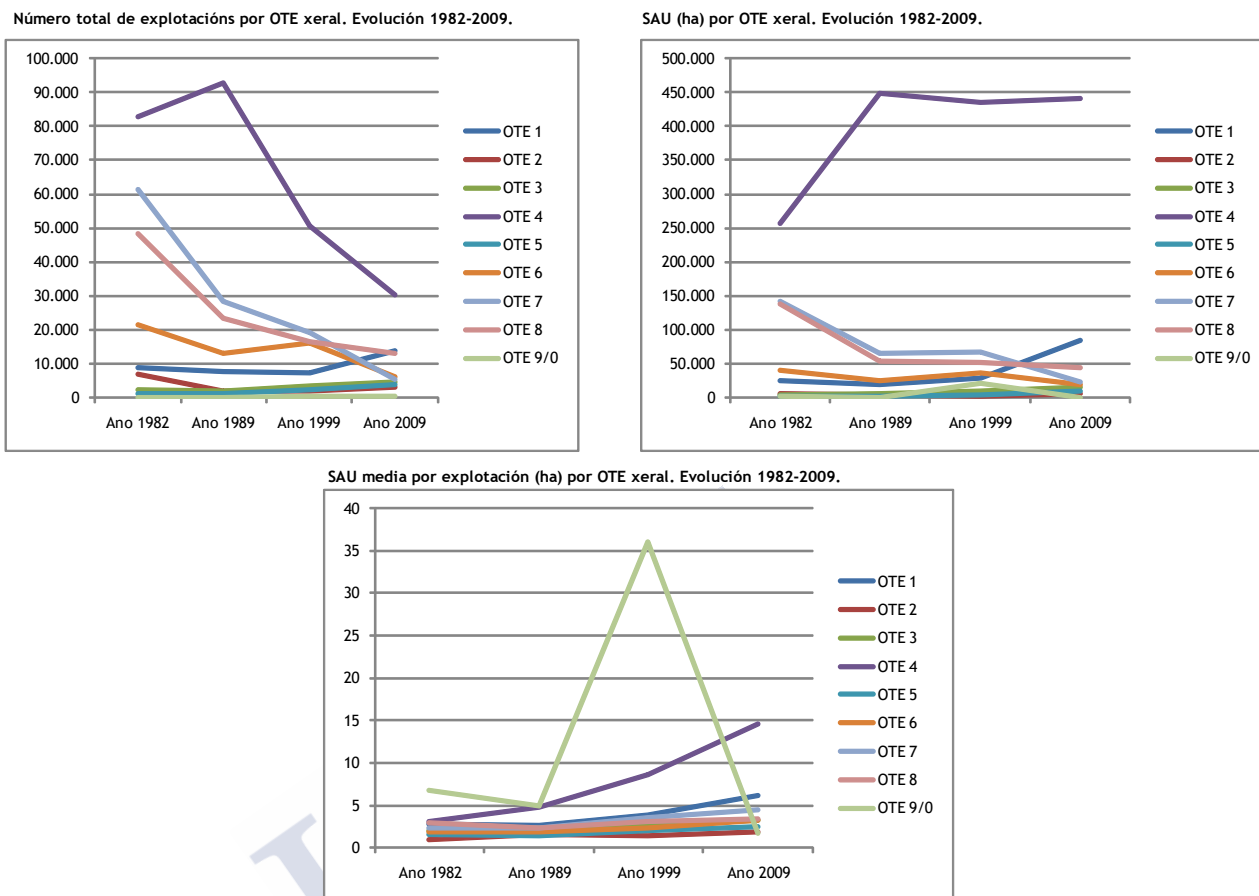 Número total de explotacións por OTE xeral. Evolución 1982-2009.
100.000
90.000
80.000
70.000
60.000
50.000
40.000
30.000
20.000
10.000
0
Ano 1982 Ano 1989 Ano 1999 Ano 2009
OTE 1
OTE 2
OTE 3
OTE 4
OTE 5
OTE 6
OTE 7
OTE 8
OTE 9/0
SAU (ha) por OTE xeral. Evolución 1982-2009.
500.000
450.000
400.000
350.000
300.000
250.000
200.000
150.000
100.000
50.000
0
Ano 1982 Ano 1989 Ano 1999 Ano 2009
OTE 1
OTE 2
OTE 3
OTE 4
OTE 5
OTE 6
OTE 7
OTE 8
OTE 9/0
SAU media por explotación (ha) por OTE xeral. Evolución 1982-2009.
40
35
30
25
20
15
10
5
0
Ano 1982 Ano 1989 Ano 1999 Ano 2009
OTE 1
OTE 2
OTE 3
OTE 4
OTE 5
OTE 6
OTE 7
OTE 8
OTE 9/0